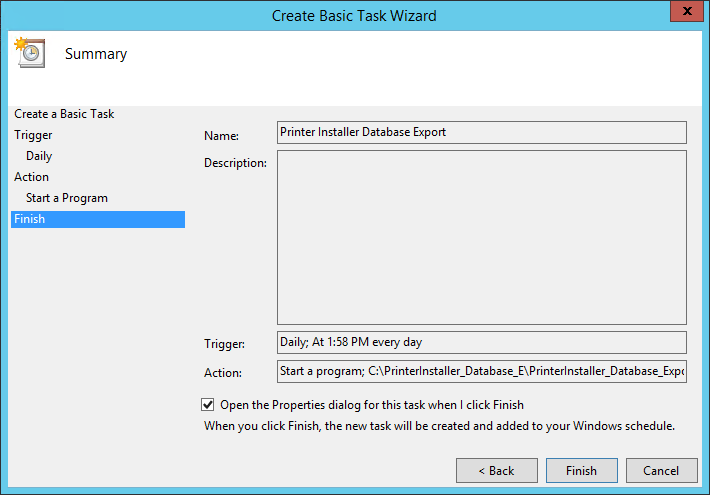 Create Basic Task Wizard
x
Summary
Create a Basic Task
Trigger
Daily
Action
Start a Program
Finish
Name:
Printer Installer Database Export
Description:
Trigger:
Daily; At 1:58 PM every day
Action:
Start a program; C:\PrinterInstaller_Database_E\PrinterInstaller_Database_Expo
Open the Properties dialog for this task when I click Finish
When you click Finish, the new task will be created and added to your Windows schedule.
< Back
Finish
Cancel